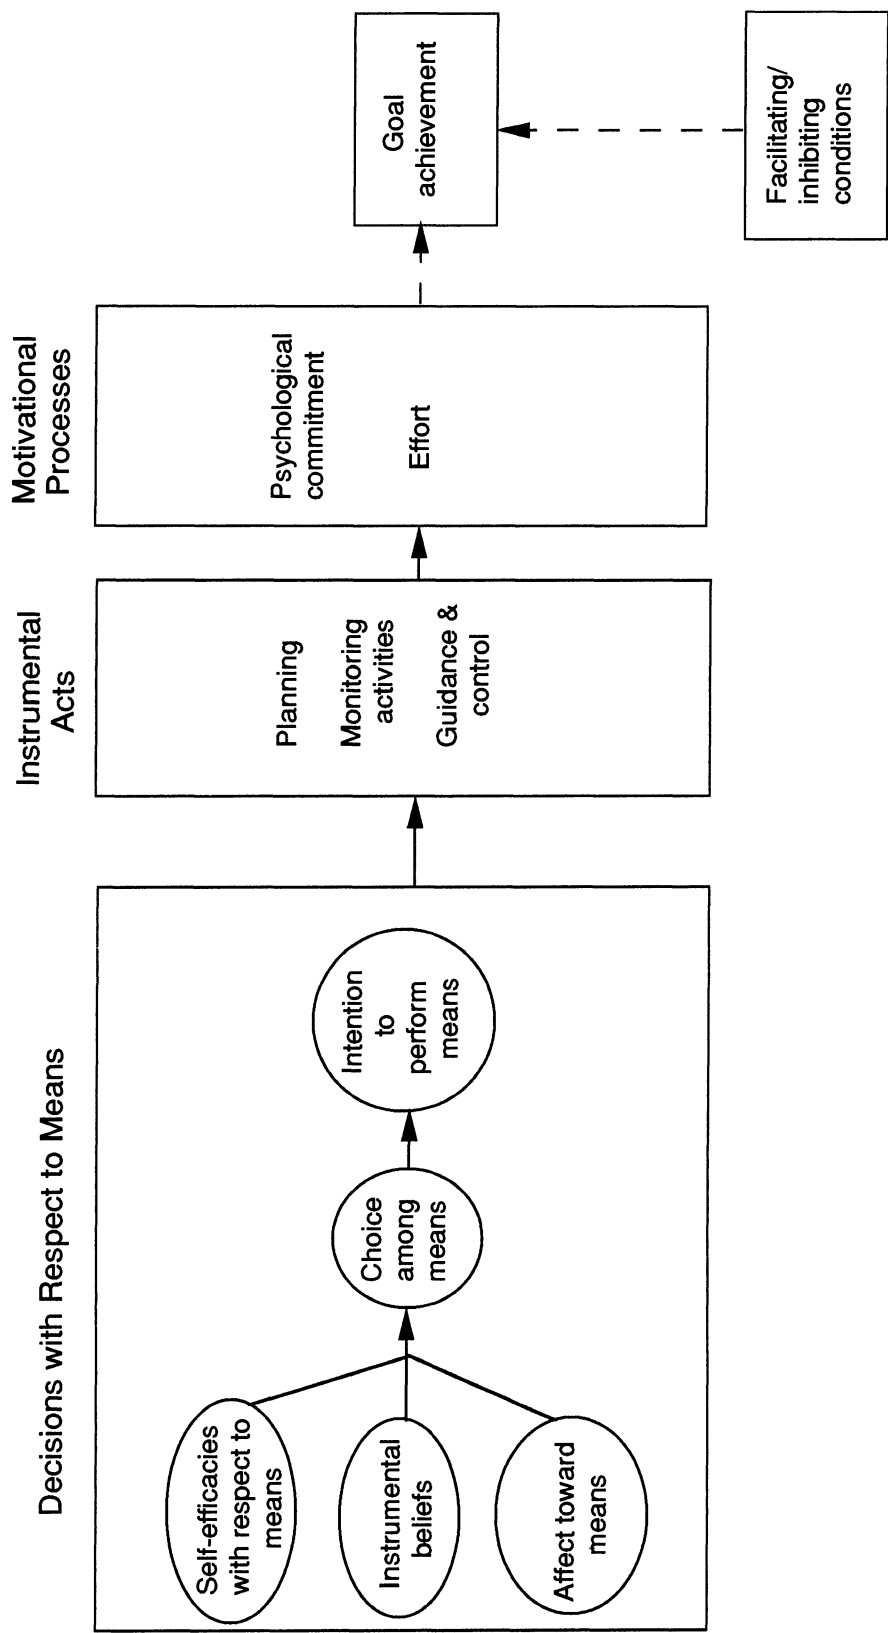 Decisions with Respect to Means
Self-efficacies
with respect to
means
Instrumental
beliefs
Affect toward
means
Choice
among
means
Intention
to
perform
means
Instrumental
Acts
Planning
Monitoring
activities
Guidance &
control
Motivational
Processes
Psychological
commitment
Effort
Goal
achievement
Facilitating/
inhibiting
conditions